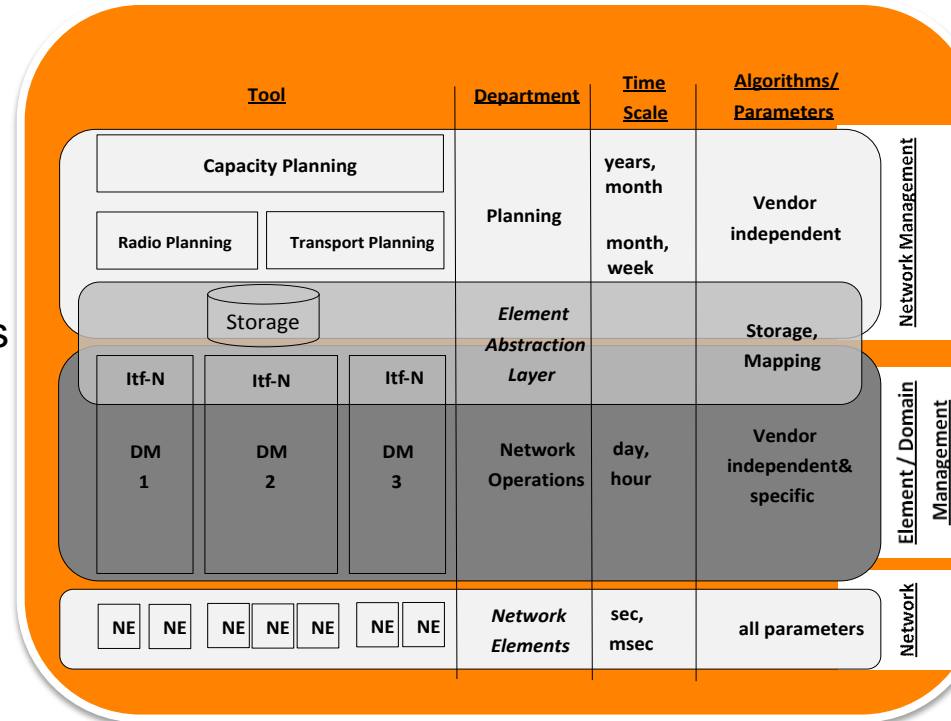 Tool
Department
Time
Scale
Algorithms/
Parameters
Capacity Planning
Radio Planning
Transport Planning
Planning
years,
month
month,
week
Vendor
independent
Network Management
s
Storage
Element
Abstraction
Layer
Storage,
Mapping
Itf-N
Itf-N
Itf-N
DM
1
DM
2
DM
3
Network
Operations
day,
hour
Vendor
independent&
specific
Element / Domain
Management
NE NE NE NE NE NE NE
Network
Elements
sec,
msec
all parameters
Network